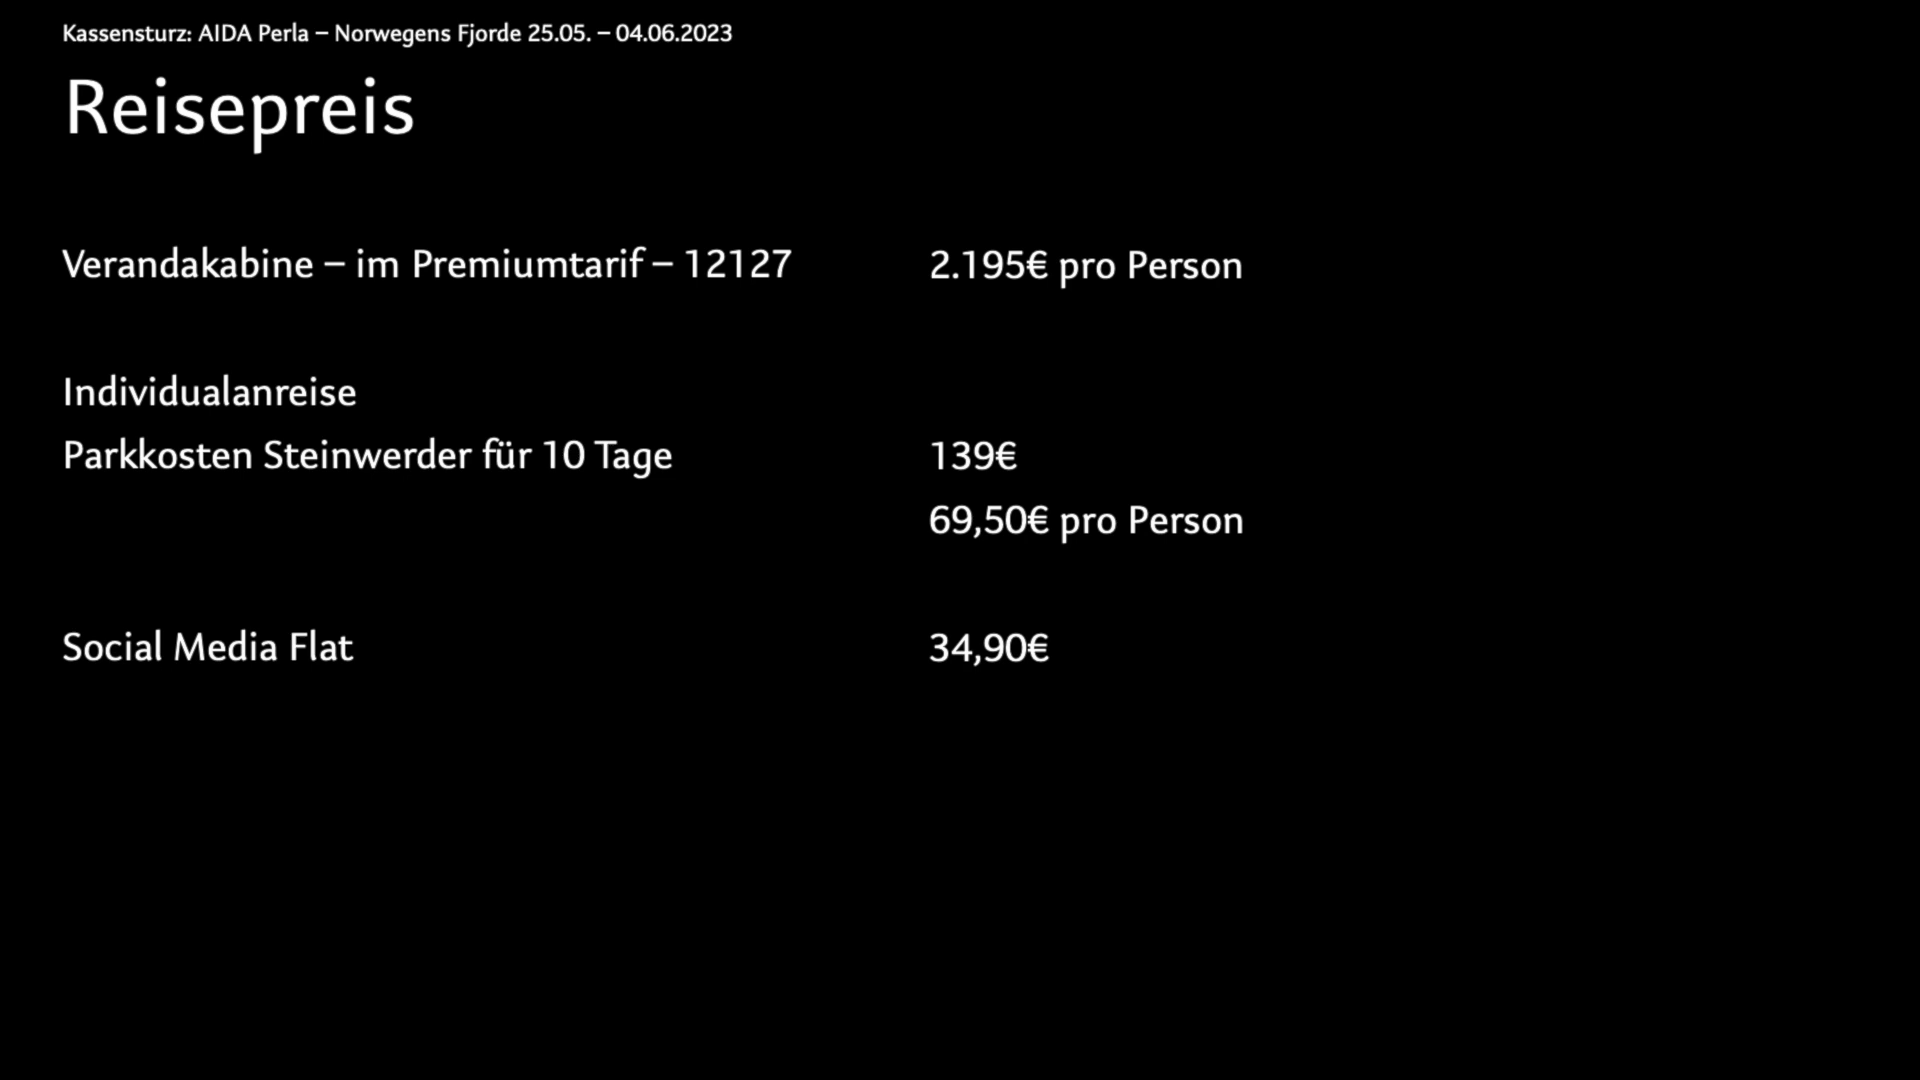 Kassensturz: AIDA Perla – Norwegens Fjorde 25.05. – 04.06.2023
Reisepreis
Verandakabine – im Premiumtarif – 12127 2.195€ pro Person
Individualanreise
Parkkosten Steinwerder für 10 Tage 139€
69,50€ pro Person
Social Media Flat 34,90€